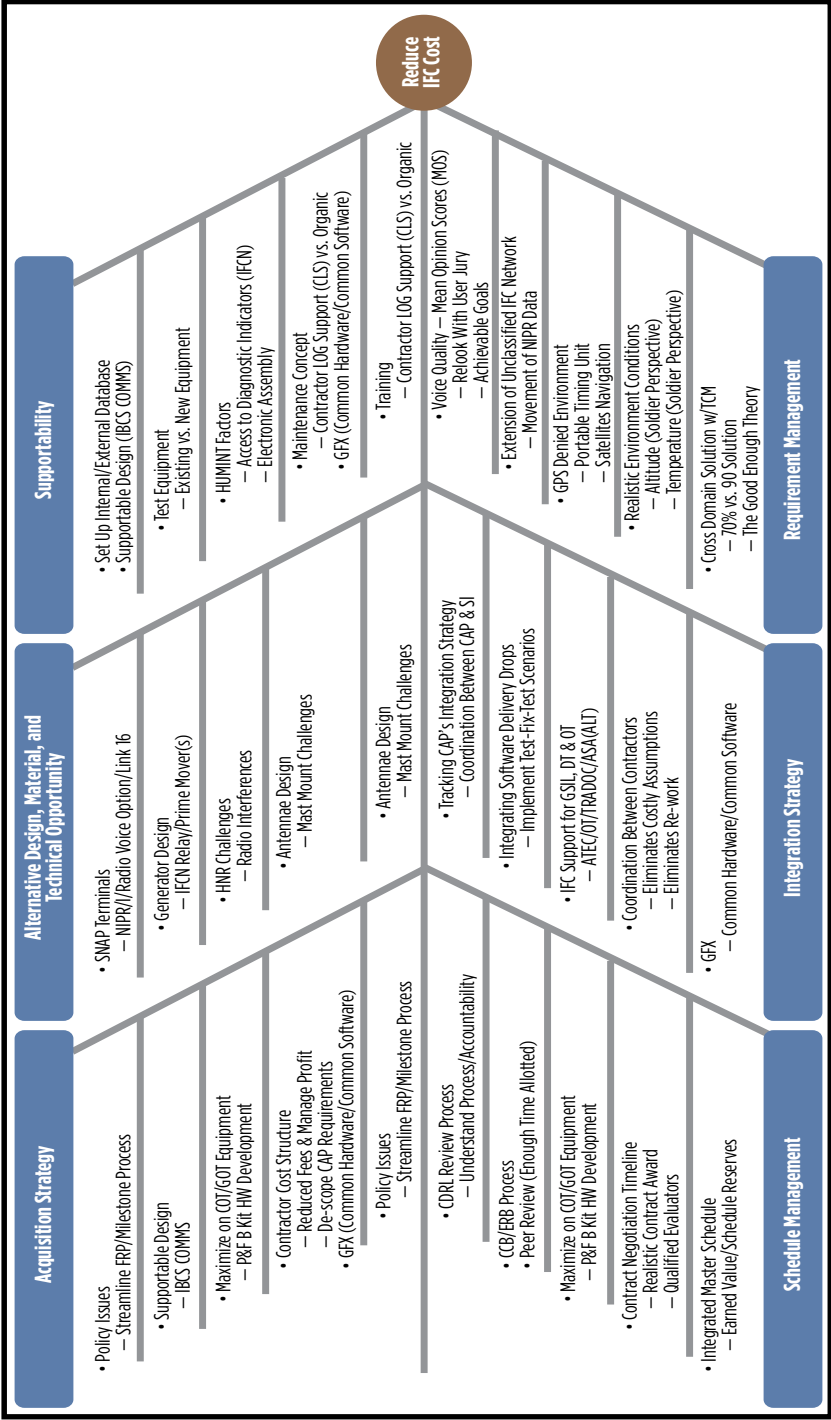 Acquisition Strategy
• Policy Issues
— Streamline FRP/Milestone Process
• Supportable Design
— IBCS COMMS
• Maximize on COT/GOT Equipment
— P&F B Kit HW Development
• Contractor Cost Structure
— Reduced Fees & Manage Profit
— De-scope CAP Requirements
• GFX (Common Hardware/Common Software)
• Policy Issues
— Streamline FRP/Milestone Process
Alternative Design, Material, and
Technical Opportunity
• SNAP Terminals
— NIPR/I/Radio Voice Option/Link 16
• Generator Design
— IFCN Relay/Prime Mover(s)
• HNR Challenges
— Radio Interferences
• Antennae Design
— Mast Mount Challenges
• Antennae Design
— Mast Mount Challenges
Supportability
• Set Up Internal/External Database
• Supportable Design (IBCS COMMS)
• Test Equipment
— Existing vs. New Equipment
• HUMINT Factors
— Access to Diagnostic Indicators (IFCN)
— Electronic Assembly
• Maintenance Concept
— Contractor LOG Support (CLS) vs. Organic
• GFX (Common Hardware/Common Software)
• Training
— Contractor LOG Support (CLS) vs. Organic
Reduce
IFC Cost
Schedule Management
• CDRL Review Process
— Understand Process/Accountability
• CCB/ERB Process
• Peer Review (Enough Time Allotted)
• Maximize on COT/GOT Equipment
— P&F B Kit HW Development
• Contract Negotiation Timeline
— Realistic Contract Award
— Qualified Evaluators
• Integrated Master Schedule
— Earned Value/Schedule Reserves
Integration Strategy
• Tracking CAP's Integration Strategy
— Coordination Between CAP & SI
• Integrating Software Delivery Drops
— Implement Test-Fix-Test Scenarios
• IFC Support for GSIL, DT & OT
— ATEC/OT/TRADOC/ASA(ALT)
• Coordination Between Contractors
— Eliminates Costly Assumptions
— Eliminates Re-work
• GFX
— Common Hardware/Common Software
Requirement Management
• Voice Quality — Mean Opinion Scores (MOS)
— Relook With User Jury
— Achievable Goals
• Extension of Unclassified IFC Network
— Movement of NIPR Data
• GPS Denied Environment
— Portable Timing Unit
— Satellites Navigation
• Realistic Environment Conditions
— Altitude (Soldier Perspective)
— Temperature (Soldier Perspective)
• Cross Domain Solution w/TCM
— 70% vs. 90 Solution
— The Good Enough Theory